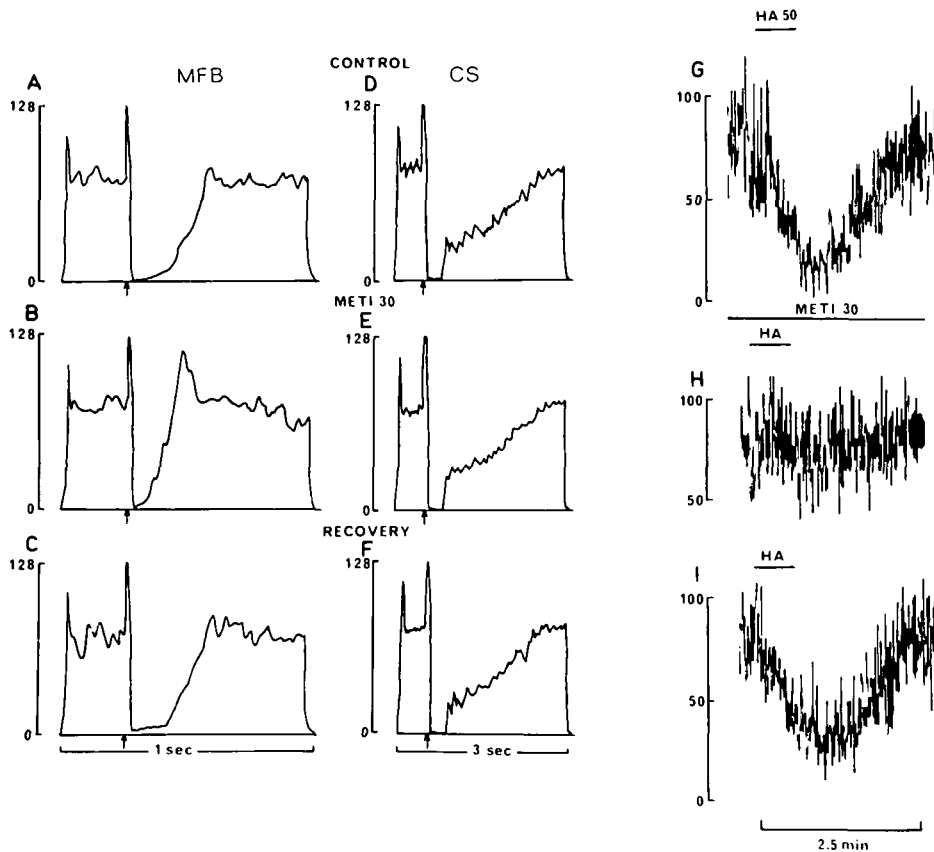 CONTROL
MFB
CS
A
128
0
D
128
0
METI 30
B
128
0
E
128
0
RECOVERY
C
128
0
F
128
0
1 sec
3 sec
HA 50
G
100
50
0
METI 30
HA
H
100
50
HA
I
100
50
0
2.5 min